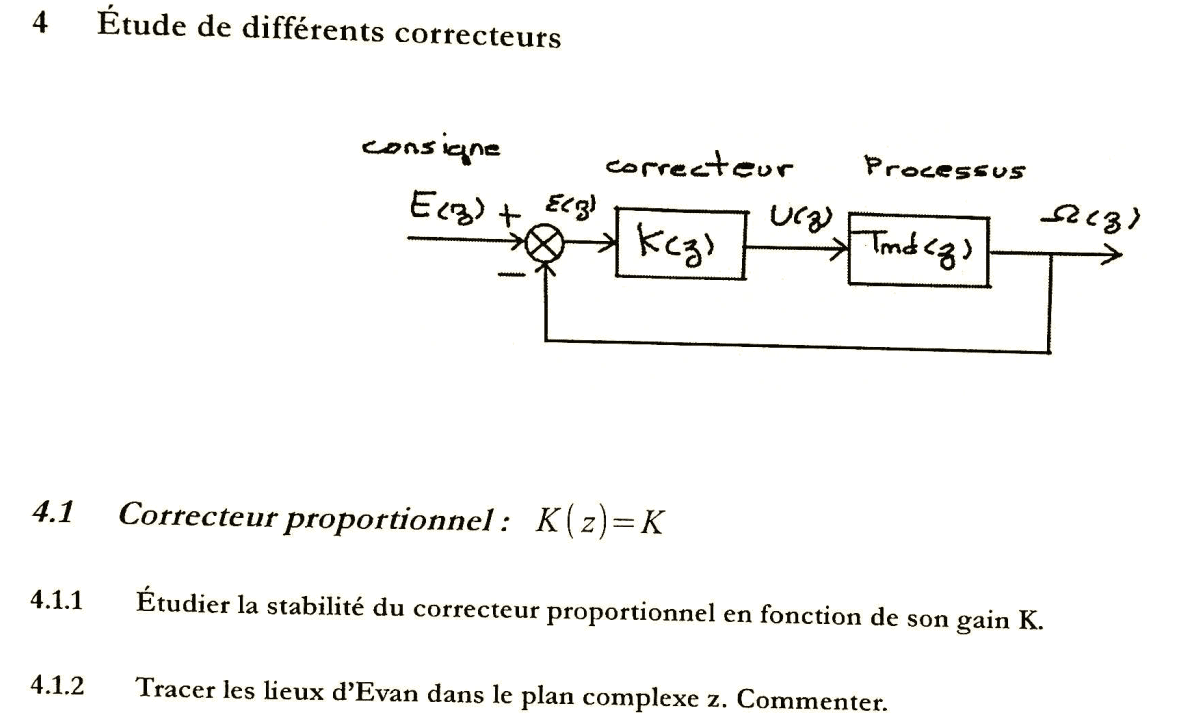 4 Étude de différents correcteurs
consigne
correcteur
Processus
E(z) + ε(z)
K(z)
U(z)
Tmd(z)
Ω(z)
−
4.1 Correcteur proportionnel : K(z)=K
4.1.1 Étudier la stabilité du correcteur proportionnel en fonction de son gain K.
4.1.2 Tracer les lieux d'Evan dans le plan complexe z. Commenter.